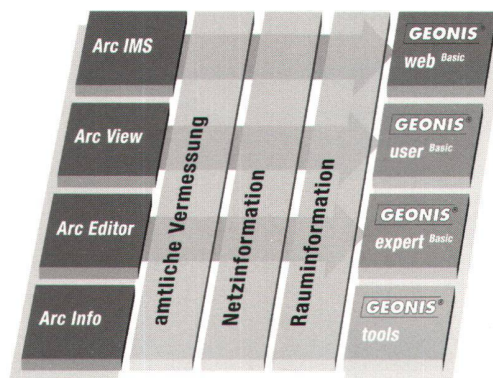 Arc IMS
Arc View
Arc Editor
Arc Info
amtliche Vermessung
Netzinformation
Rauminformation
GEONIS®
web Basic
GEONIS®
user Basic
GEONIS®
expert Basic
GEONIS®
tools